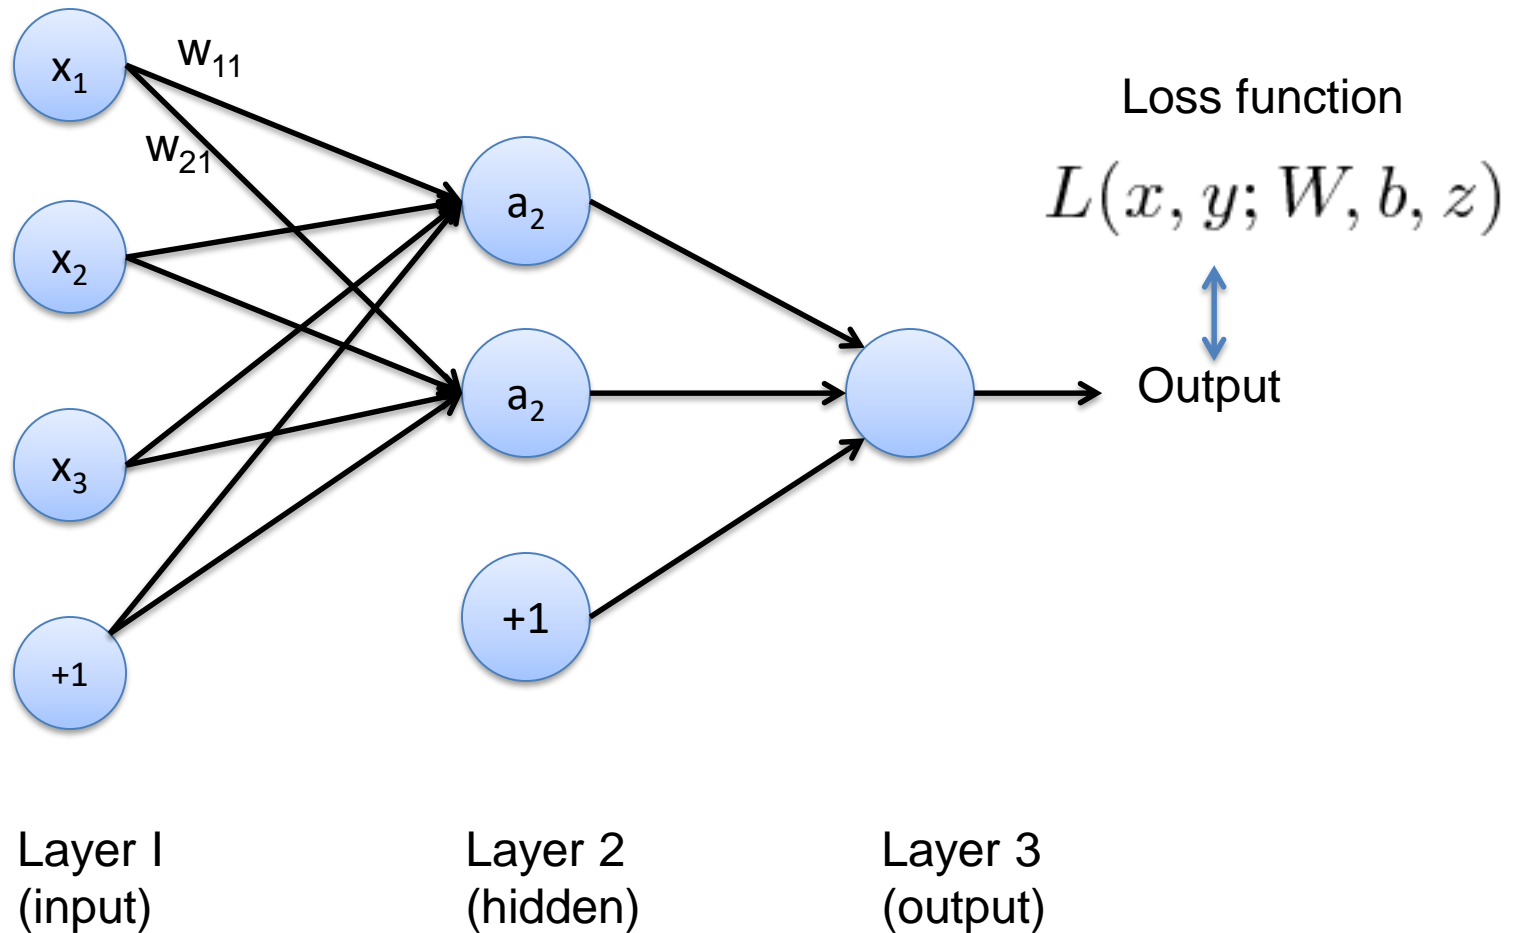 x₁
w₁₁
w₂₁
x₂
x₃
+1
a₂
a₂
+1
Loss function
L(x, y; W, b, z)
Output
Layer I
(input)
Layer 2
(hidden)
Layer 3
(output)